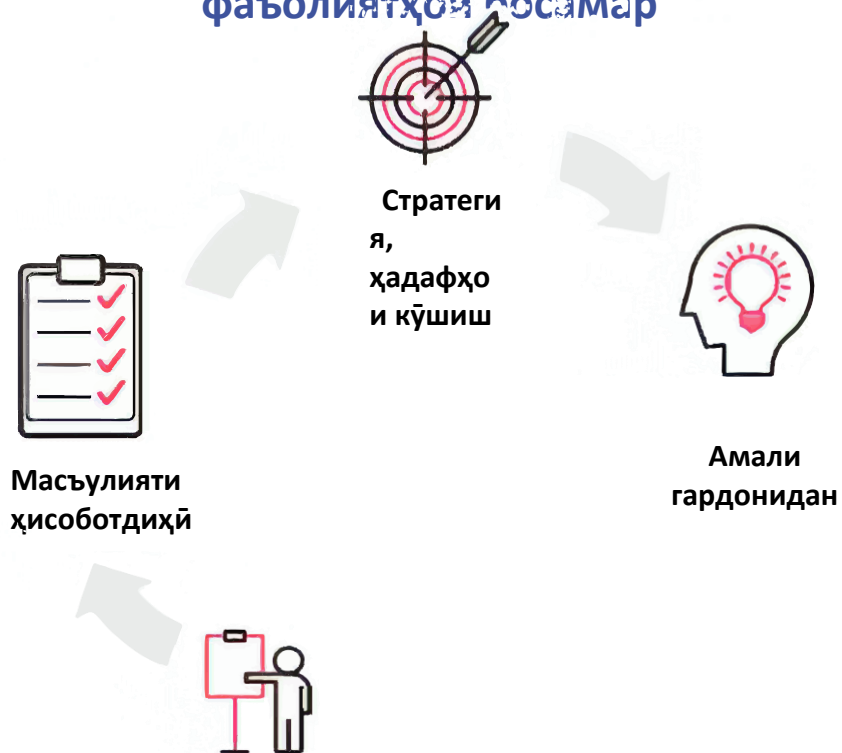 фаъолиятҳои босамар
Стратеги
я,
ҳадафҳо
и кӯшиш
Амали
гардонидан
Масъулияти
ҳисоботдиҳӣ